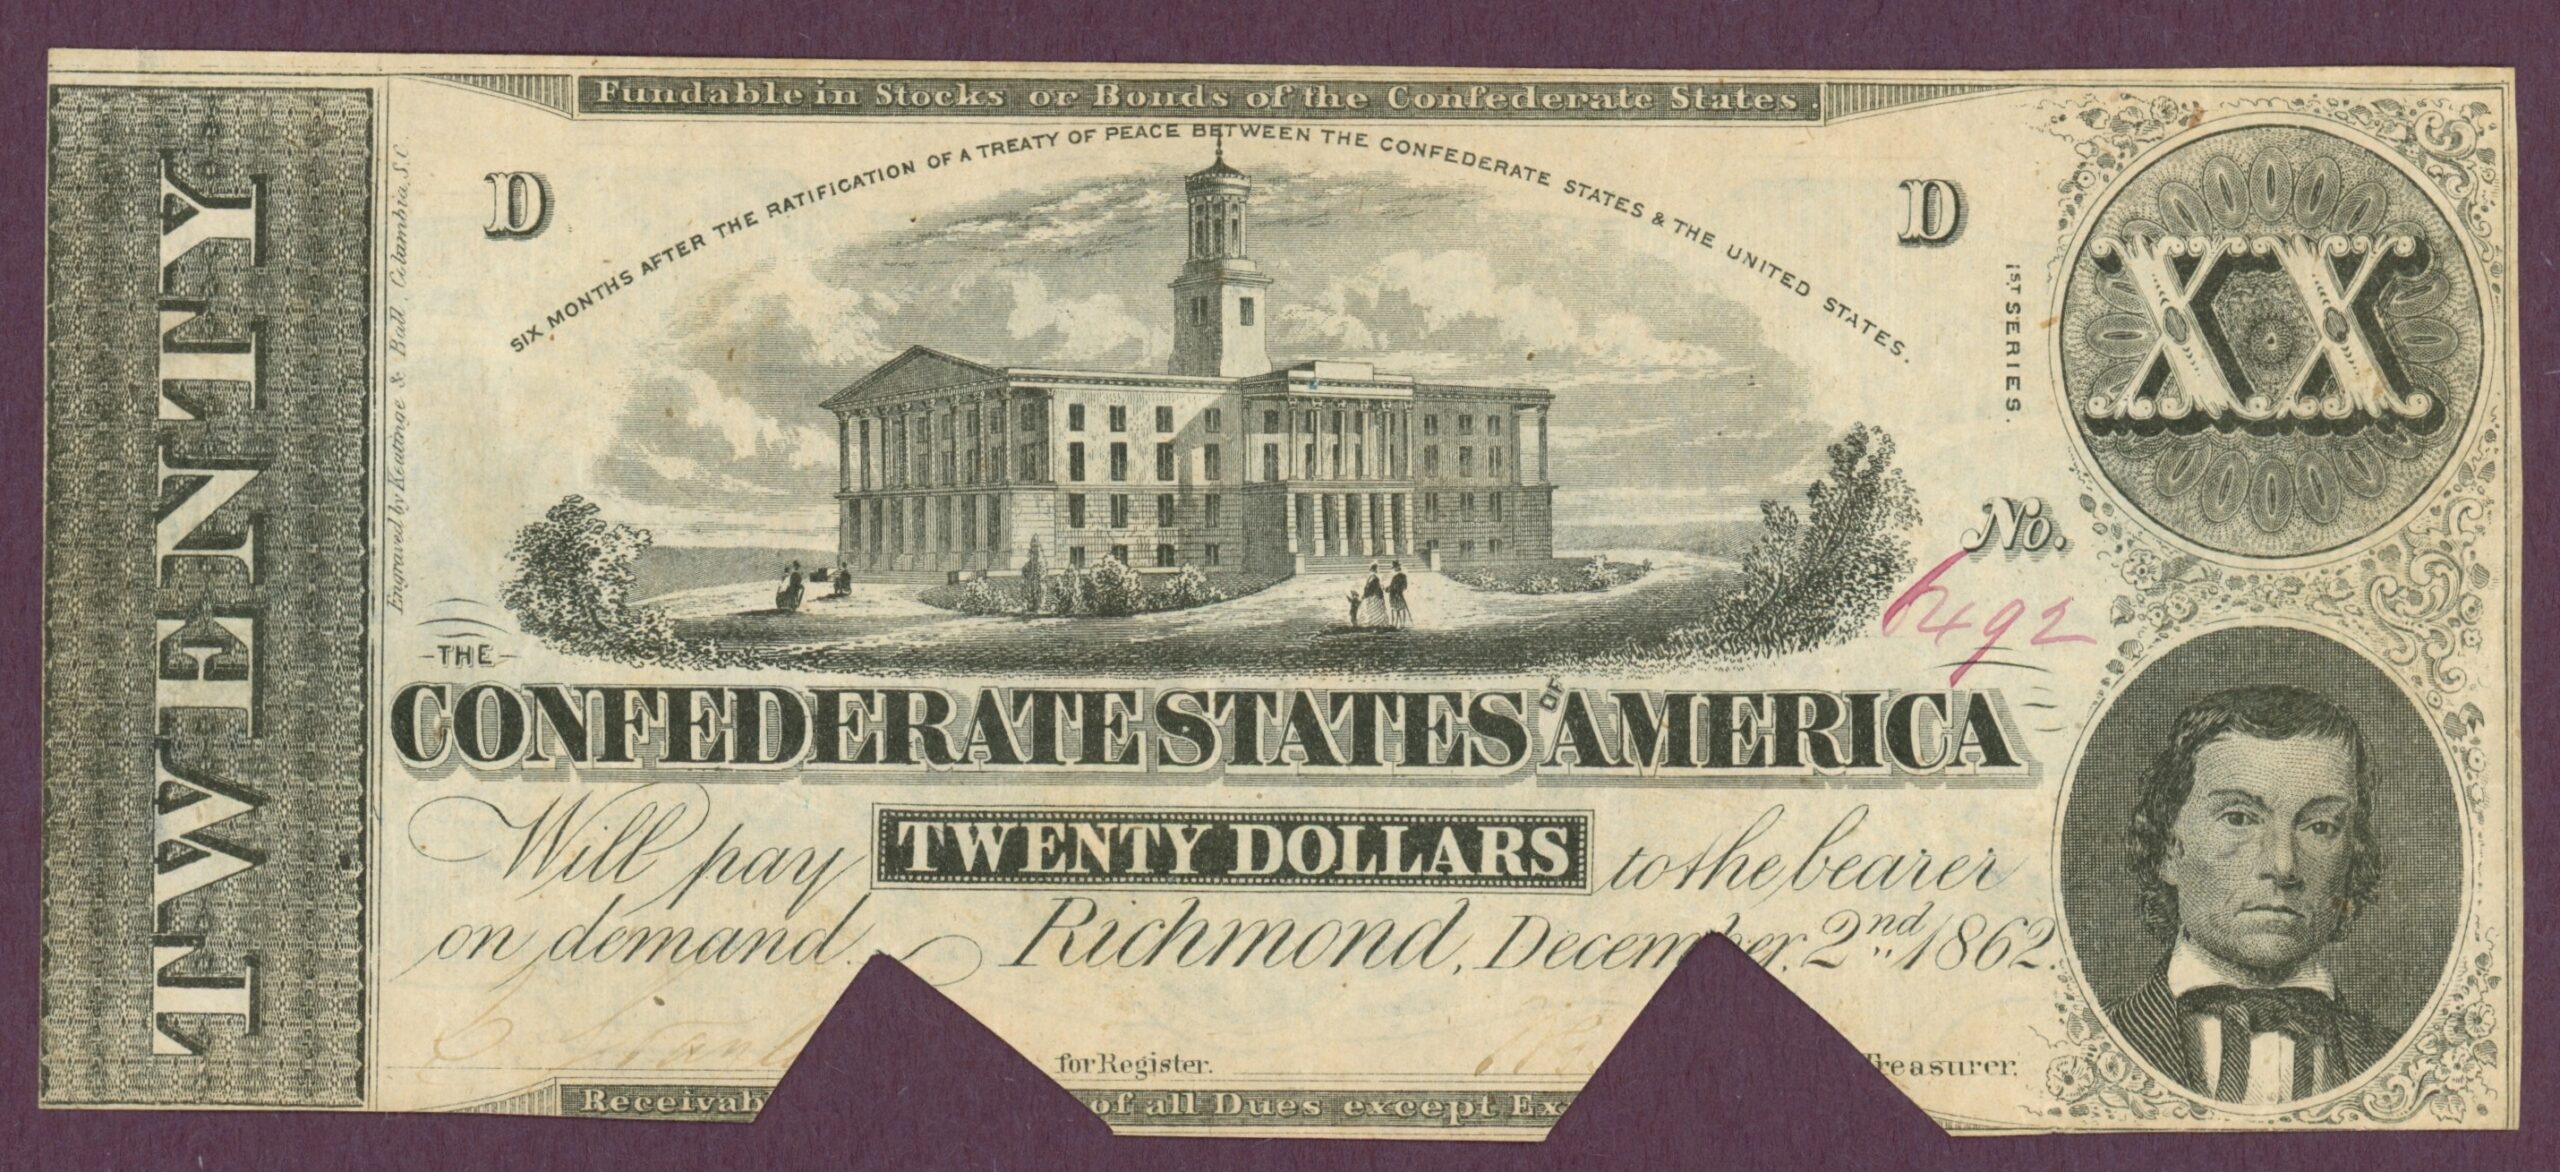 Fundable in Stocks or Bonds of the Confederate States.
SIX MONTHS AFTER THE RATIFICATION OF A TREATY OF PEACE BETWEEN THE CONFEDERATE STATES & THE UNITED STATES.
TWENTY
Engraved by Keatinge & Ball, Columbia, S.C.
D
D
1ST SERIES.
XX
No.
THE
CONFEDERATE STATES OF AMERICA
Will pay TWENTY DOLLARS to the bearer
on demand. Richmond, December, 2nd 1862.
for Register. Treasurer.
Receivab of all Dues except Ex